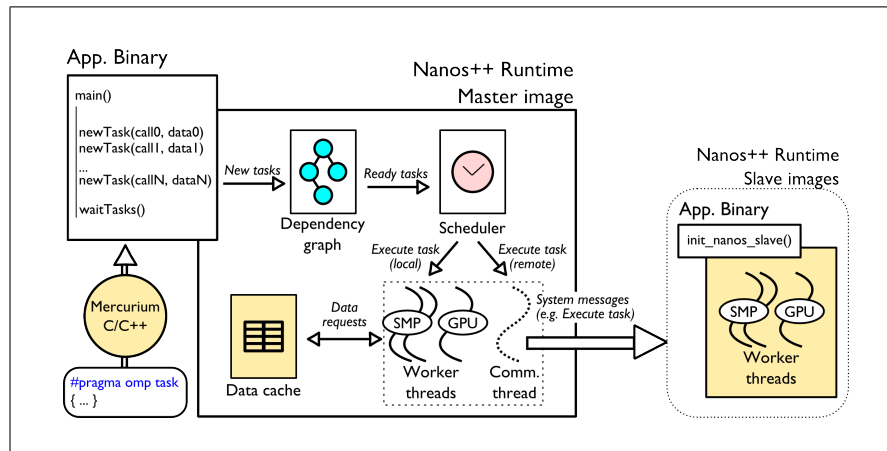 App. Binary
main()
newTask(call0, data0)
newTask(call1, data1)
...
newTask(callN, dataN)
waitTasks()
Mercurium
C/C++
#pragma omp task
{ ... }
Nanos++ Runtime
Master image
New tasks
Dependency
graph
Ready tasks
Scheduler
Execute task
(local)
Execute task
(remote)
Data cache
Data
requests
SMP
GPU
Worker
threads
Comm.
thread
System messages
(e.g. Execute task)
Nanos++ Runtime
Slave images
App. Binary
init_nanos_slave()
SMP
GPU
Worker
threads